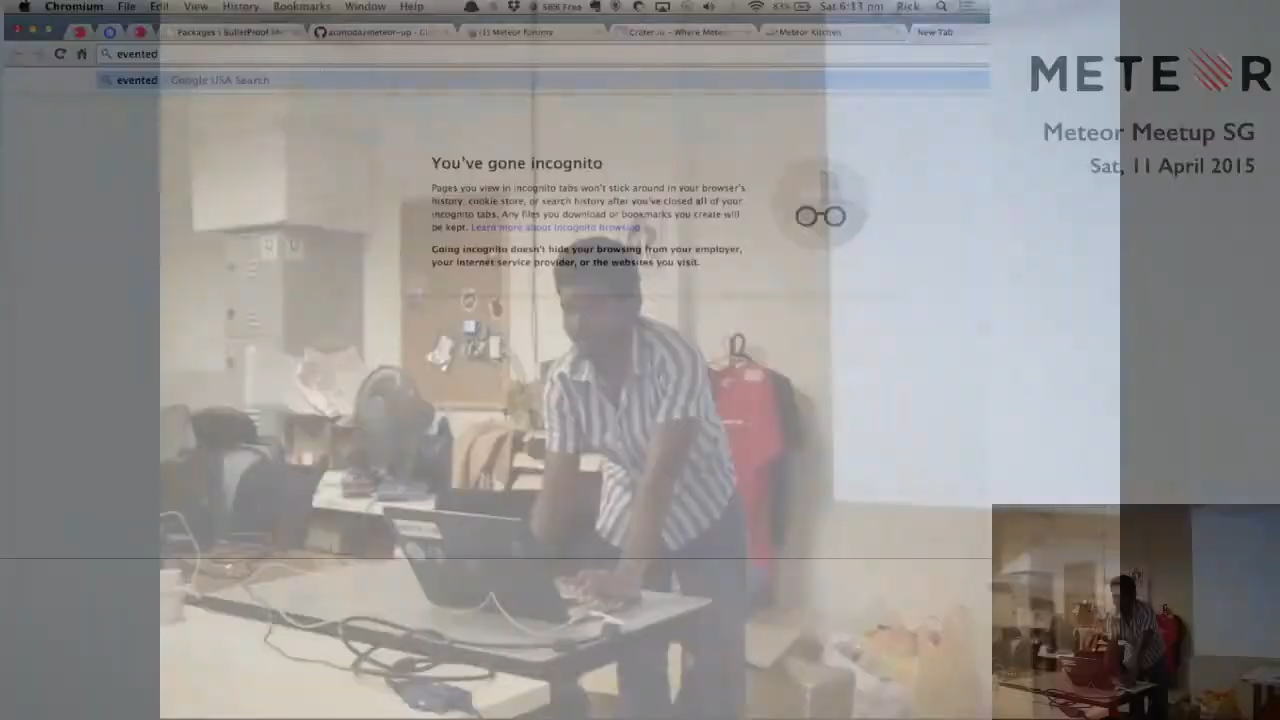 Chromium File Edit View History Bookmarks Window Help Sat 6:13 pm Rick
(1) Meteor Forums
Meteor Kitchen
New Tab
evented
evented - Google USA Search
METEOR
Meteor Meetup SG
Sat, 11 April 2015
You've gone incognito
Pages you view in incognito tabs won't stick around in your browser's
history, cookie store, or search history after you've closed all of your
incognito tabs. Any files you download or bookmarks you create will
be kept. Learn more about incognito browsing
Going incognito doesn't hide your browsing from your employer,
your internet service provider, or the websites you visit.